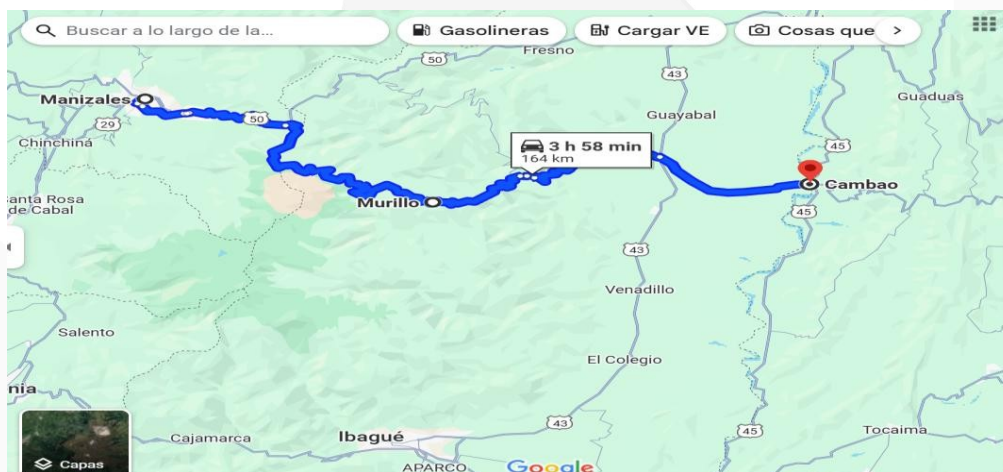 Buscar a lo largo de la...
Gasolineras
Cargar VE
Cosas que
50
Fresno
43
Guaduas
Manizales
Guayabal
50
29
45
Chinchiná
3 h 58 min
164 km
Cambao
Santa Rosa
de Cabal
Murillo
45
43
Venadillo
Salento
El Colegio
nia
43
45
Tocaima
Cajamarca
Ibagué
Capas
APARCO
Google